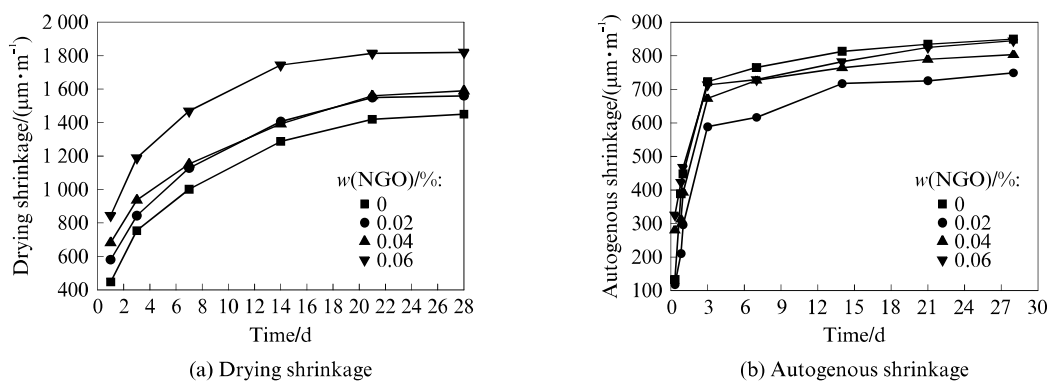 2 000
1 800
1 600
1 400
1 200
1 000
800
600
400
Drying shrinkage/(μm·m⁻¹)
w(NGO)/%:
0
0.02
0.04
0.06
0 2 4 6 8 10 12 14 16 18 20 22 24 26 28
Time/d
(a) Drying shrinkage
900
800
700
600
500
400
300
200
100
Autogenous shrinkage/(μm·m⁻¹)
w(NGO)/%:
0
0.02
0.04
0.06
0 3 6 9 12 15 18 21 24 27 30
Time/d
(b) Autogenous shrinkage